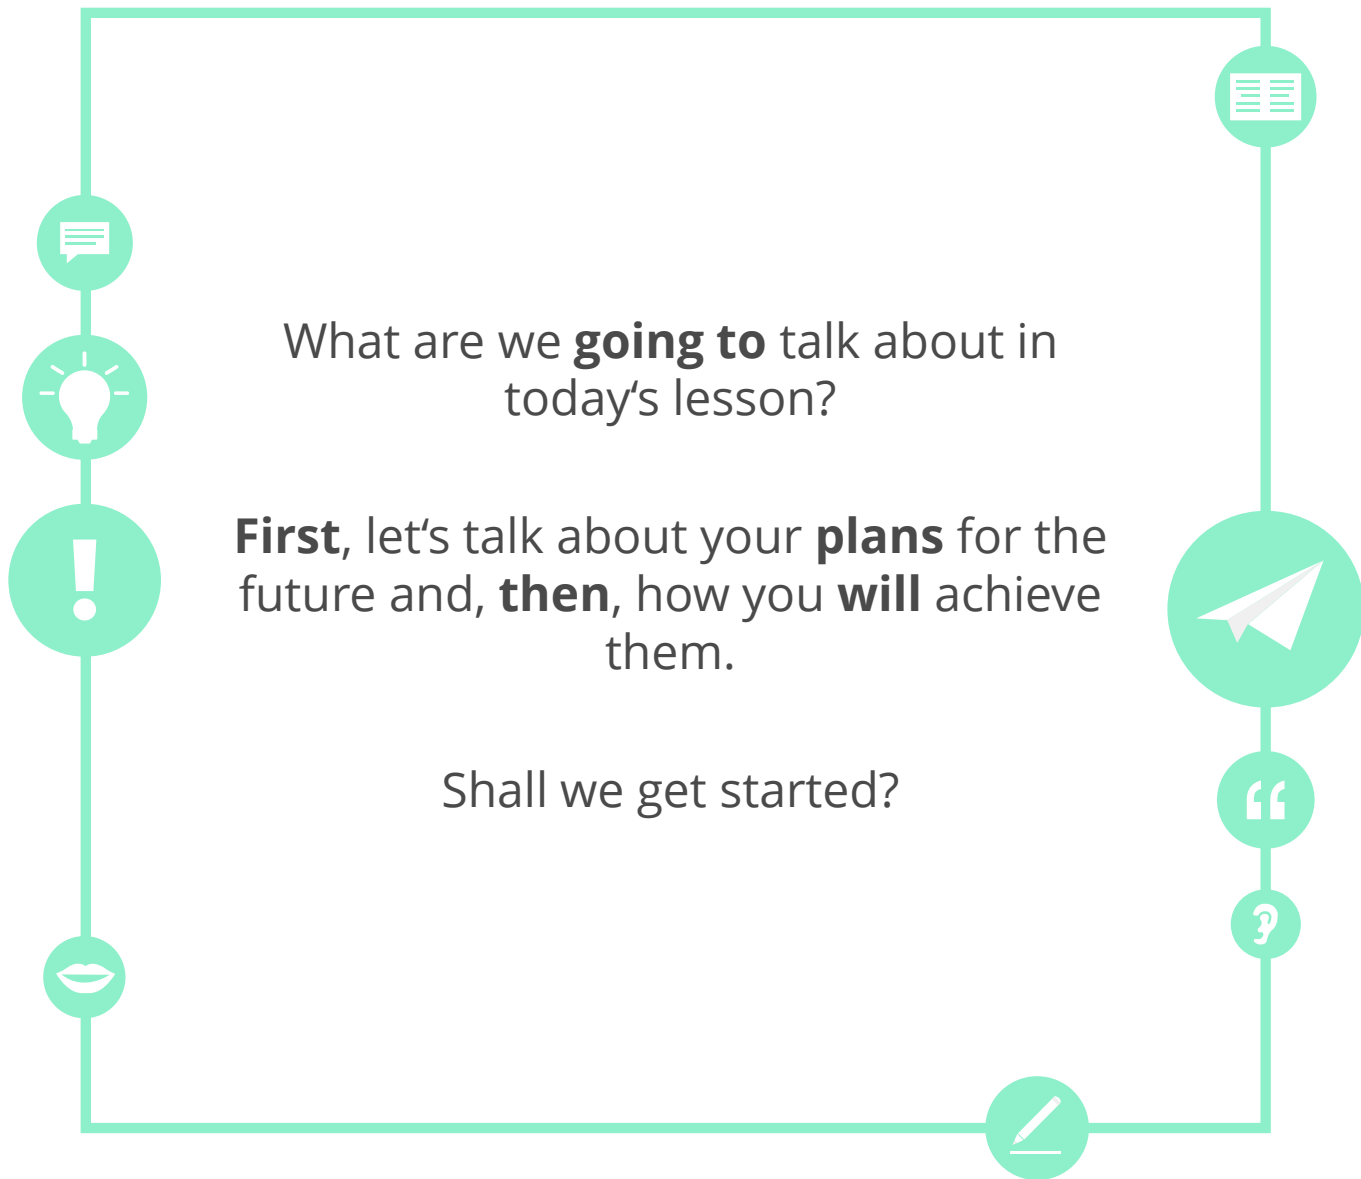 What are we going to talk about in
today‘s lesson?
First, let‘s talk about your plans for the
future and, then, how you will achieve
them.
Shall we get started?